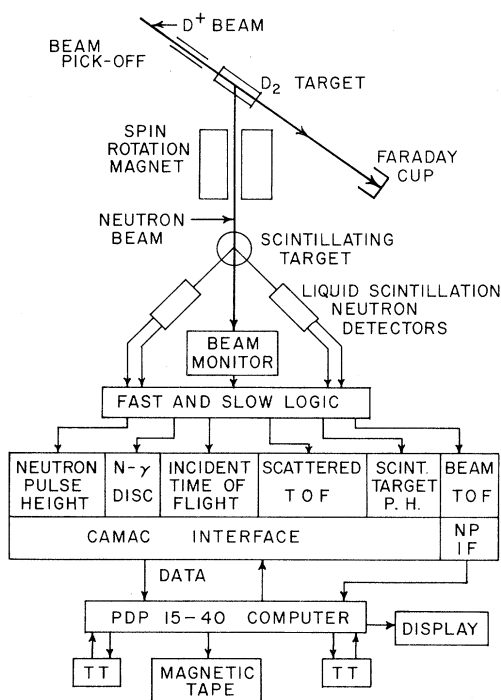 D+ BEAM
BEAM
PICK-OFF
D2 TARGET
SPIN
ROTATION
MAGNET
FARADAY
CUP
NEUTRON
BEAM
SCINTILLATING
TARGET
LIQUID SCINTILLATION
NEUTRON
DETECTORS
BEAM
MONITOR
FAST AND SLOW LOGIC
NEUTRON
PULSE
HEIGHT
N-γ
DISC
INCIDENT
TIME OF
FLIGHT
SCATTERED
T O F
SCINT.
TARGET
P. H.
BEAM
TOF
CAMAC INTERFACE
NP
IF
DATA
PDP 15-40 COMPUTER
DISPLAY
TT
MAGNETIC
TAPE
TT